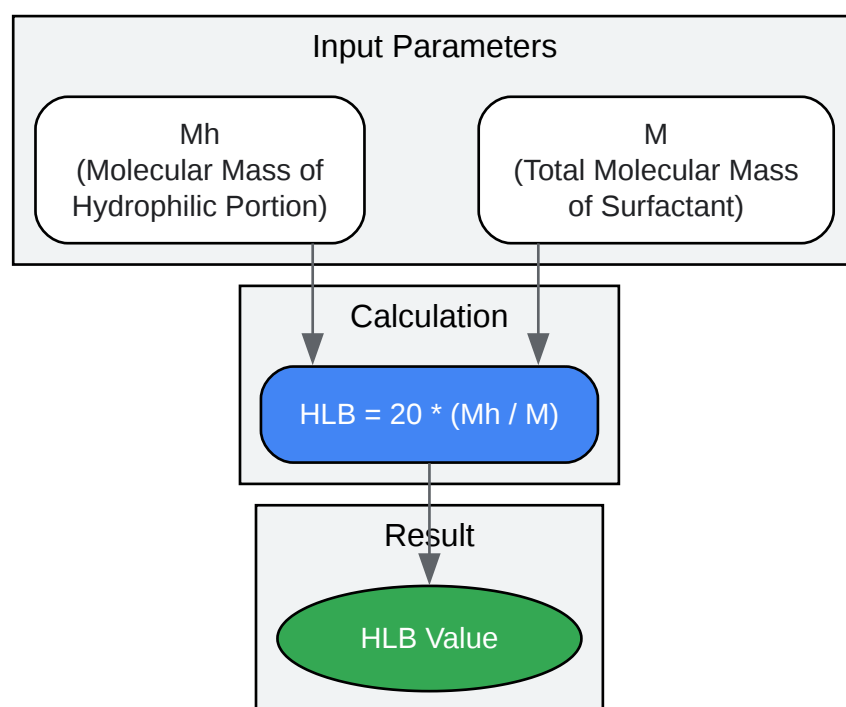 Input Parameters
Mh
(Molecular Mass of
Hydrophilic Portion)
M
(Total Molecular Mass
of Surfactant)
Calculation
HLB = 20 * (Mh / M)
Result
HLB Value